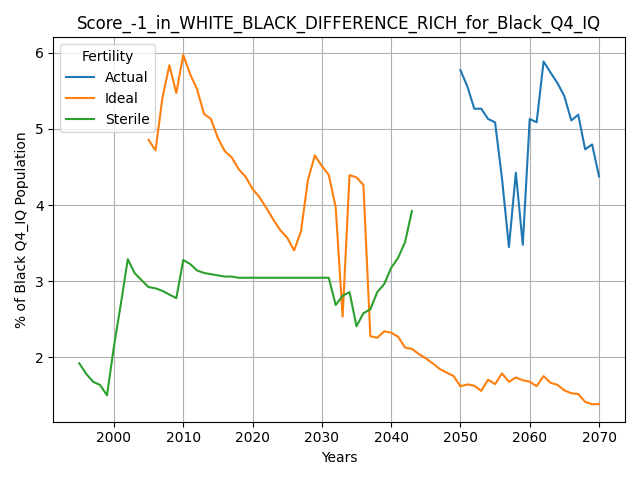 Score_-1_in_WHITE_BLACK_DIFFERENCE_RICH_for_Black_Q4_IQ
Fertility
Actual
Ideal
Sterile
% of Black Q4_IQ Population
6
5
4
3
2
2000 2010 2020 2030 2040 2050 2060 2070
Years